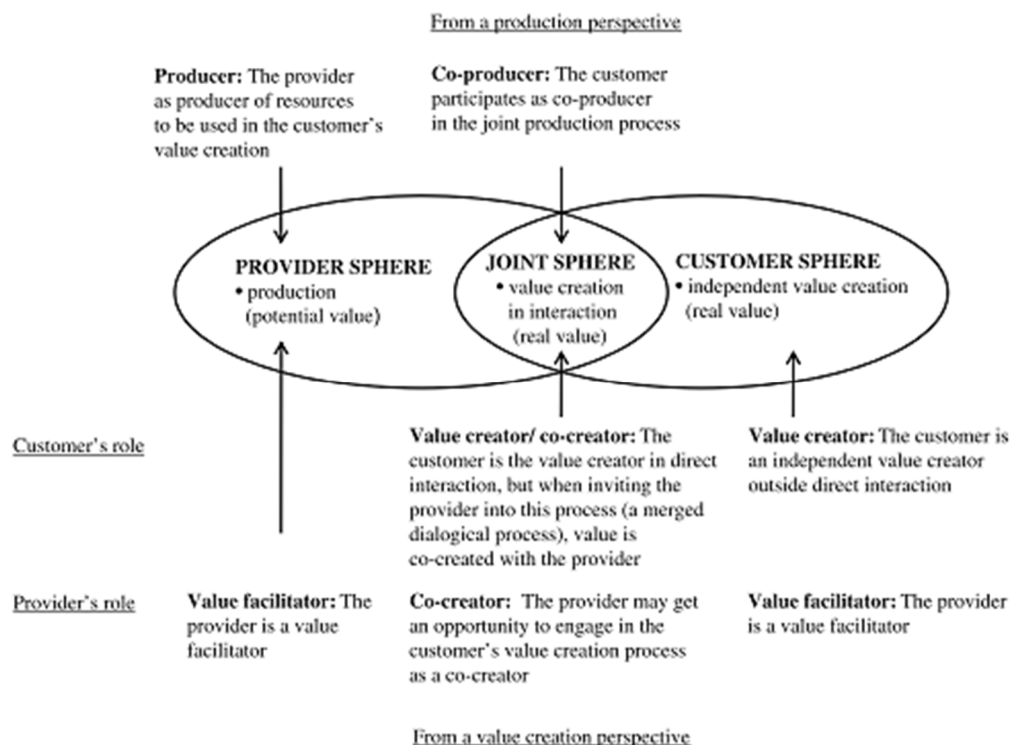 From a production perspective
Producer: The provider
as producer of resources
to be used in the customer's
value creation
Co-producer: The customer
participates as co-producer
in the joint production process
PROVIDER SPHERE
• production
(potential value)
JOINT SPHERE
• value creation
in interaction
(real value)
CUSTOMER SPHERE
• independent value creation
(real value)
Customer's role
Value creator/ co-creator: The
customer is the value creator in direct
interaction, but when inviting the
provider into this process (a merged
dialogical process), value is
co-created with the provider
Value creator: The customer is
an independent value creator
outside direct interaction
Provider's role
Value facilitator: The
provider is a value
facilitator
Co-creator: The provider may get
an opportunity to engage in the
customer's value creation process
as a co-creator
Value facilitator: The provider
is a value facilitator
From a value creation perspective